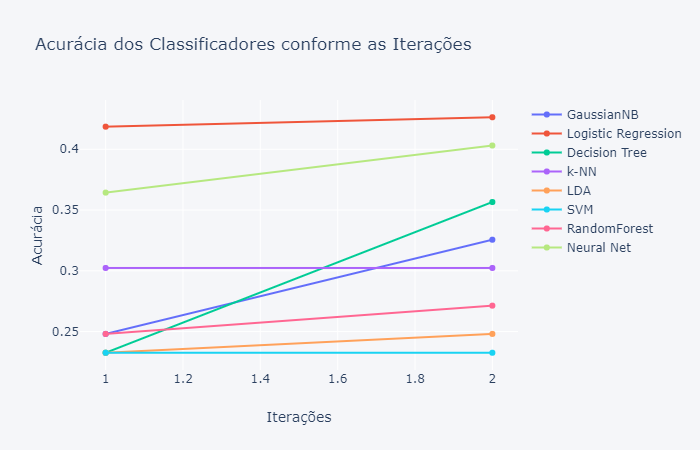 Acurácia dos Classificadores conforme as Iterações
GaussianNB
Logistic Regression
Decision Tree
k-NN
LDA
SVM
RandomForest
Neural Net
Acurácia
0.4
0.35
0.3
0.25
1
1.2
1.4
1.6
1.8
2
Iterações